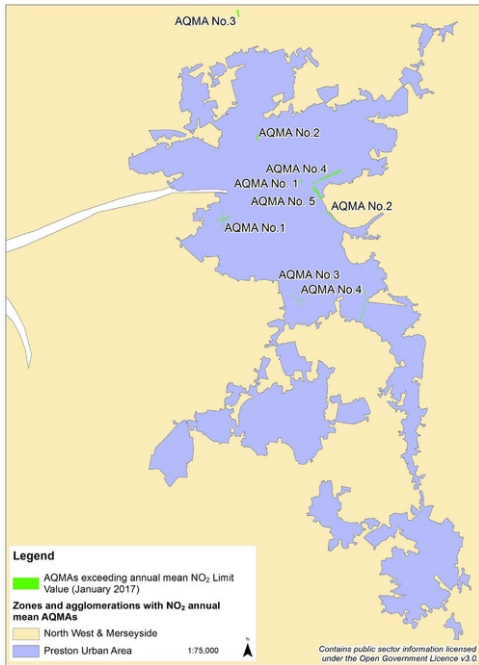 AQMA No.3
AQMA No.2
AQMA No.4
AQMA No. 1
AQMA No. 5
AQMA No.2
AQMA No.1
AQMA No.3
AQMA No.4
Legend
AQMAs exceeding annual mean NO₂ Limit
Value (January 2017)
Zones and agglomerations with NO₂ annual
mean AQMAs
North West & Merseyside
Preston Urban Area
1:75,000
N
Contains public sector information licensed
under the Open Government Licence v3.0.